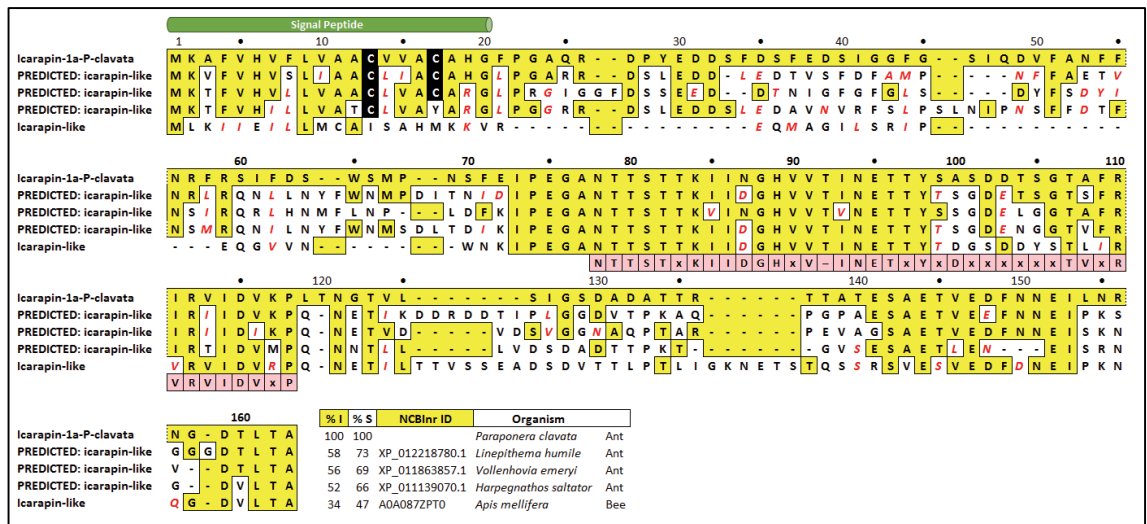 Signal Peptide
1 • 10 • 20 • 30 • 40 • 50 •
Icarapin-1a-P-clavata M K A F V H V F L V A A C V V A C A H G F P G A Q R - - D P Y E D D S F D S F E D S I G G F G - - S I Q D V F A N F F
PREDICTED: icarapin-like M K V F V H V S L I A A C L I A C A H G L P G A R R - - D S L E D D - L E D T V S F D F A M P - - - - - N F F A E T V
PREDICTED: icarapin-like M K T F V H V L L V A A C L V A C A R G L P R G I G G F D S S E E D - - D T N I G F G F G L S - - - - - D Y F S D Y I
PREDICTED: icarapin-like M K T F V H I L L V A T C L V A Y A R G L P G G R R - - D S L E D D S L E D A V N V R F S L P S L N I P N S F F D T F
Icarapin-like M L K I I E I L L M C A I S A H M K K V R - - - - - - - - - - - - - - - E Q M A G I L S R I P - - - - - - - - - - - -
60 • 70 • 80 • 90 • 100 • 110
Icarapin-1a-P-clavata N R F R S I F D S - - W S M P - - N S F E I P E G A N T T S T T K I I N G H V V T I N E T T Y S A S D D T S G T A F R
PREDICTED: icarapin-like N R L R Q N L L N Y F W N M P D I T N I D I P E G A N T T S T T K I I D G H V V T I N E T T Y T S G D E T S G T S F R
PREDICTED: icarapin-like N S I R Q R L H N M F L N P - - - L D F K I P E G A N T T S T T K V I N G H V V T V N E T T Y S S G D E L G G T A F R
PREDICTED: icarapin-like N S M R Q N I L N Y F W N M S D L T D I K I P E G A N T T S T T K I I D G H V V T I N E T T Y T S G D E N G G T V F R
Icarapin-like - - - E Q G V V N - - - - - - - - - W N K I P E G A N T T S T T K I I D G H V V T I N E T T Y T D G S D D Y S T L I R
N T T S T x K I I D G H x V – I N E T x Y x D x x x x x x T V x R
• 120 • 130 • 140 • 150 •
Icarapin-1a-P-clavata I R V I D V K P L T N G T V L - - - - - - - S I G S D A D A T T R - - - - - - T T A T E S A E T V E D F N N E I L N R
PREDICTED: icarapin-like I R I I D V K P Q - N E T I K D D R D D T I P L G G D V T P K A Q - - - - - - P G P A E S A E T V E E F N N E I P K S
PREDICTED: icarapin-like I R I I D I K P Q - N E T V D - - - - - V D S V G G N A Q P T A R - - - - - - P E V A G S A E T V E D F N N E I S K N
PREDICTED: icarapin-like I R T I D V M P Q - N N T L L - - - - - L V D S D A D T T P K T - - - - - - - - G V S E S A E T L E N - - - E I S R N
Icarapin-like V R V I D V R P Q - N E T I L T T V S S E A D S D V T T L P T L I G K N E T S T Q S S R S V E S V E D F D N E I P K N
V R V I D V x P
160
Icarapin-1a-P-clavata N G - D T L T A
PREDICTED: icarapin-like G G G D T L T A
PREDICTED: icarapin-like V - - D T L T A
PREDICTED: icarapin-like G - - D V L T A
Icarapin-like Q G - D V L T A
% I % S NCBInr ID Organism
100 100 Paraponera clavata Ant
58 73 XP_012218780.1 Linepithema humile Ant
56 69 XP_011863857.1 Vollenhovia emeryi Ant
52 66 XP_011139070.1 Harpegnathos saltator Ant
34 47 A0A087ZPT0 Apis mellifera Bee